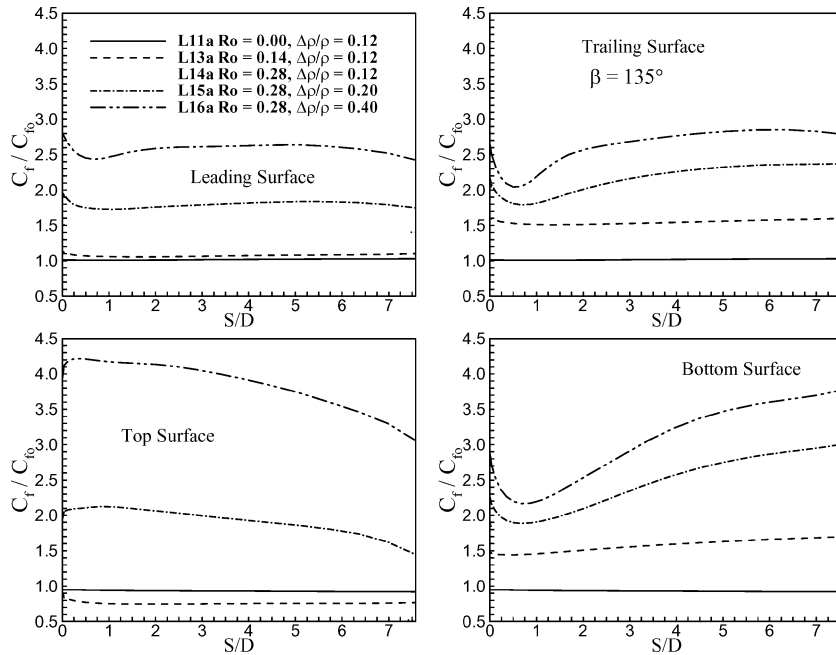 4.5
4.0
3.5
3.0
2.5
2.0
1.5
1.0
0.5
C_f / C_fo
L11a Ro = 0.00, Δρ/ρ = 0.12
L13a Ro = 0.14, Δρ/ρ = 0.12
L14a Ro = 0.28, Δρ/ρ = 0.12
L15a Ro = 0.28, Δρ/ρ = 0.20
L16a Ro = 0.28, Δρ/ρ = 0.40
Leading Surface
0 1 2 3 4 5 6 7
S/D
4.5
4.0
3.5
3.0
2.5
2.0
1.5
1.0
0.5
C_f / C_fo
Trailing Surface
β = 135°
0 1 2 3 4 5 6 7
S/D
4.5
4.0
3.5
3.0
2.5
2.0
1.5
1.0
0.5
C_f / C_fo
Top Surface
0 1 2 3 4 5 6 7
S/D
4.5
4.0
3.5
3.0
2.5
2.0
1.5
1.0
0.5
C_f / C_fo
Bottom Surface
0 1 2 3 4 5 6 7
S/D